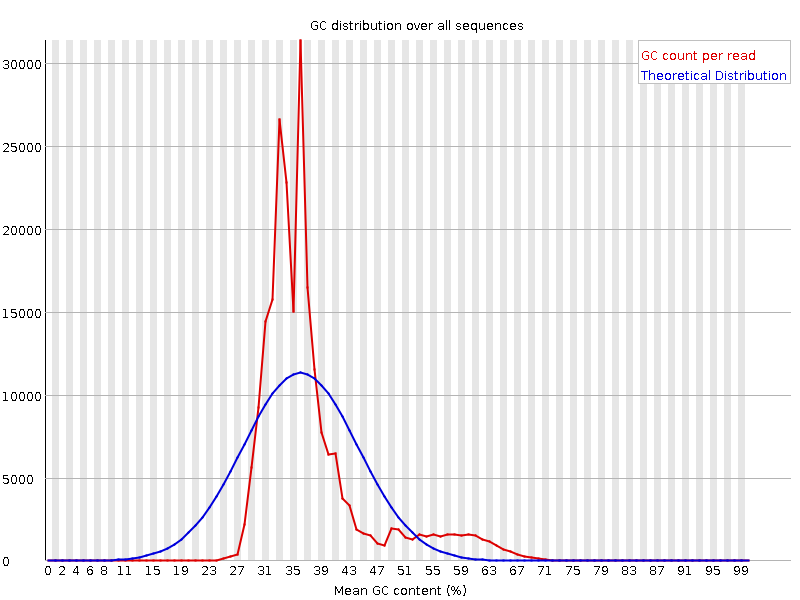 GC distribution over all sequences
GC count per read
Theoretical Distribution
30000
25000
20000
15000
10000
5000
0
0 2 4 6 8 11 15 19 23 27 31 35 39 43 47 51 55 59 63 67 71 75 79 83 87 91 95 99
Mean GC content (%)